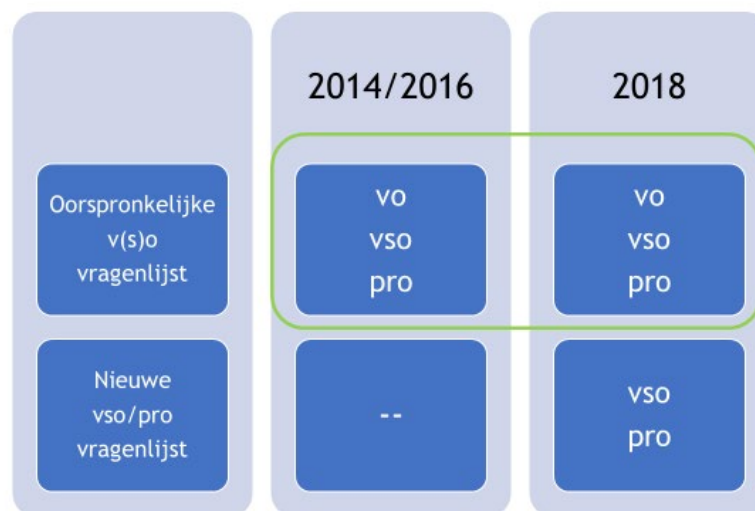 2014/2016
2018
Oorspronkelijke
v(s)o
vragenlijst
vo
vso
pro
vo
vso
pro
Nieuwe
vso/pro
vragenlijst
--
vso
pro